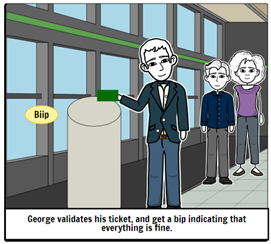 Biip
George validates his ticket, and get a bip indicating that
everything is fine.